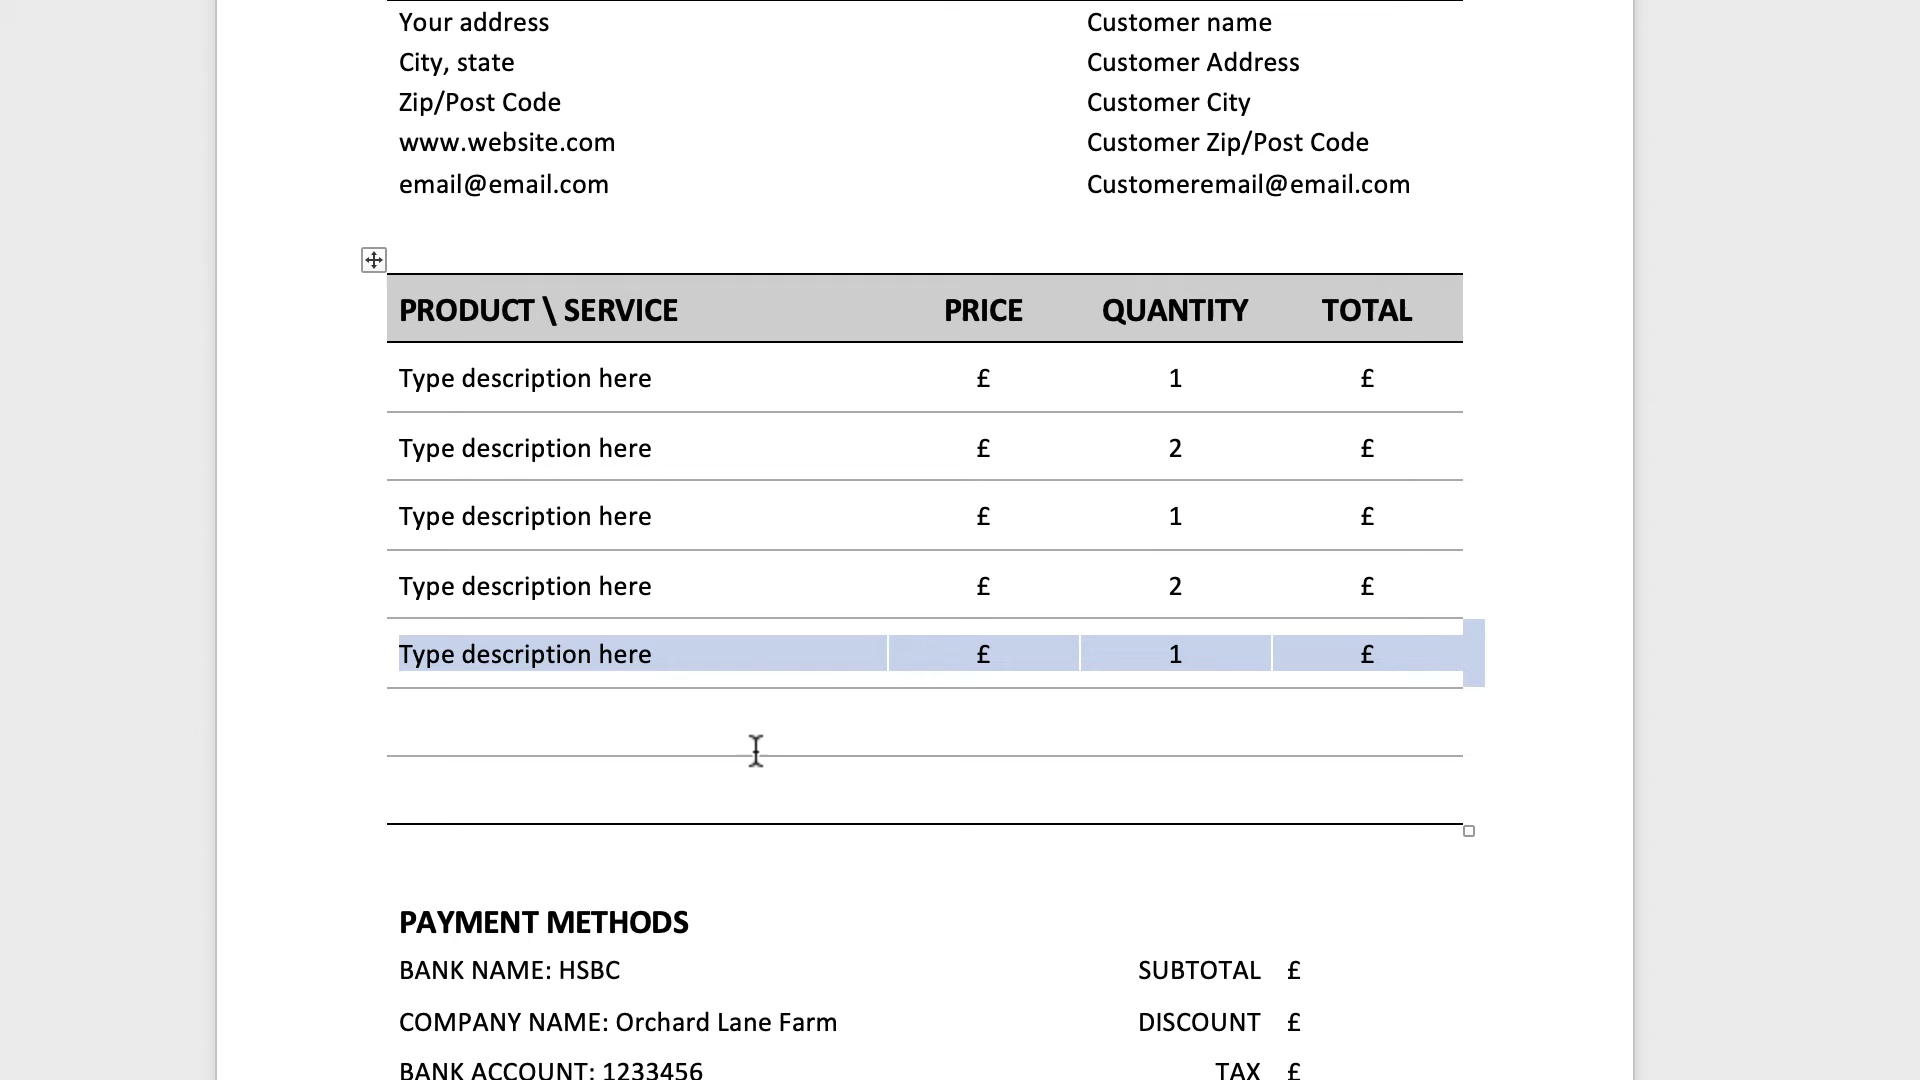 Your address
City, state
Zip/Post Code
www.website.com
email@email.com
Customer name
Customer Address
Customer City
Customer Zip/Post Code
Customeremail@email.com
PRODUCT \ SERVICE PRICE QUANTITY TOTAL
Type description here £ 1 £
Type description here £ 2 £
Type description here £ 1 £
Type description here £ 2 £
Type description here £ 1 £
PAYMENT METHODS
BANK NAME: HSBC
COMPANY NAME: Orchard Lane Farm
BANK ACCOUNT: 1233456
SUBTOTAL £
DISCOUNT £
TAX £